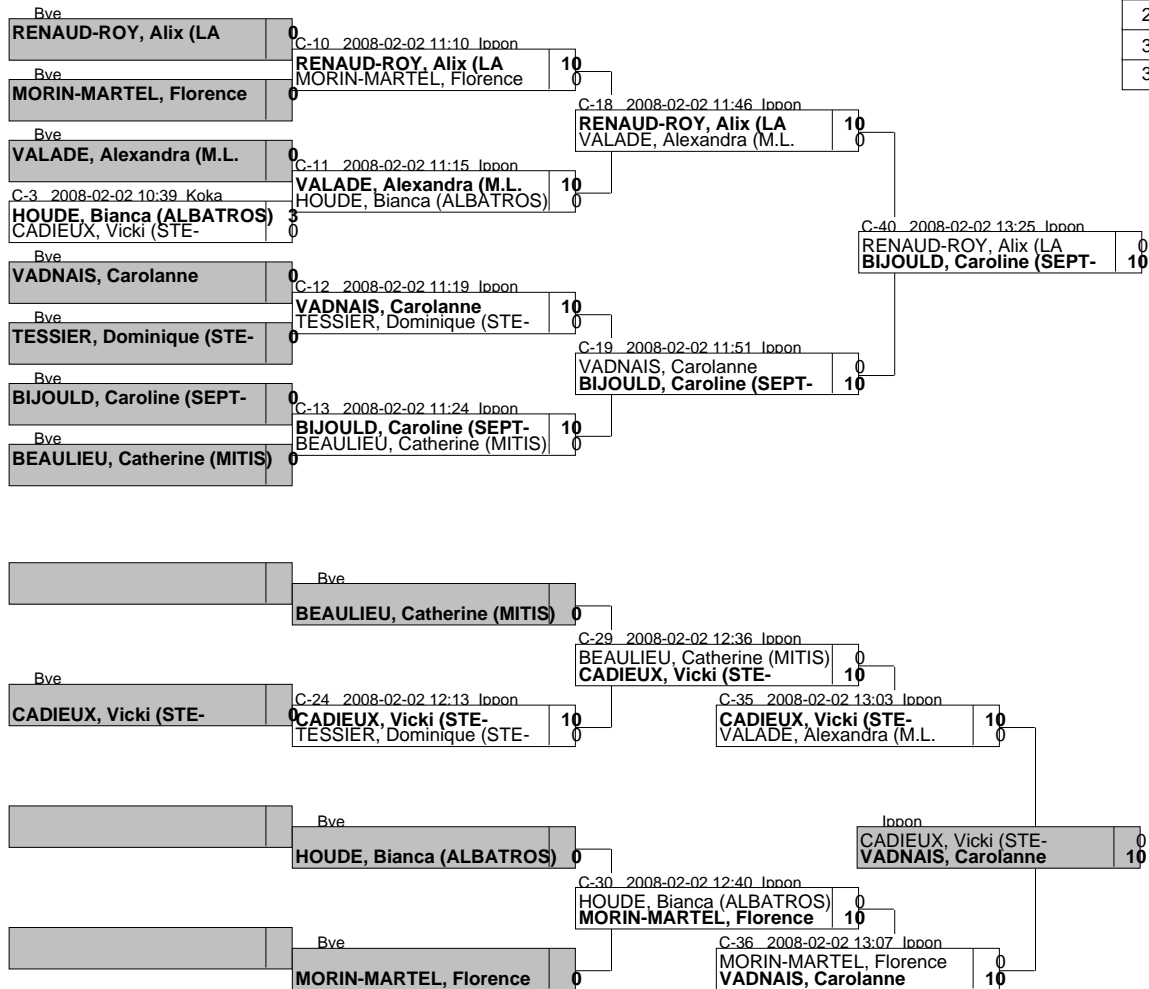 Bye
RENAUD-ROY, Alix (LA 0
Bye
MORIN-MARTEL, Florence 0
Bye
VALADE, Alexandra (M.L. 0
C-3 2008-02-02 10:39 Koka
HOUDE, Bianca (ALBATROS) 3
CADIEUX, Vicki (STE- 0
Bye
VADNAIS, Carolanne 0
Bye
TESSIER, Dominique (STE- 0
Bye
BIJOULD, Caroline (SEPT- 0
Bye
BEAULIEU, Catherine (MITIS) 0
C-10 2008-02-02 11:10 Ippon
RENAUD-ROY, Alix (LA 10
MORIN-MARTEL, Florence 0
C-11 2008-02-02 11:15 Ippon
VALADE, Alexandra (M.L. 10
HOUDE, Bianca (ALBATROS) 0
C-12 2008-02-02 11:19 Ippon
VADNAIS, Carolanne 10
TESSIER, Dominique (STE- 0
C-13 2008-02-02 11:24 Ippon
BIJOULD, Caroline (SEPT- 10
BEAULIEU, Catherine (MITIS) 0
C-18 2008-02-02 11:46 Ippon
RENAUD-ROY, Alix (LA 10
VALADE, Alexandra (M.L. 0
C-19 2008-02-02 11:51 Ippon
VADNAIS, Carolanne 0
BIJOULD, Caroline (SEPT- 10
C-40 2008-02-02 13:25 Ippon
RENAUD-ROY, Alix (LA 0
BIJOULD, Caroline (SEPT- 10
2
3
3
Bye
CADIEUX, Vicki (STE- 0
Bye
BEAULIEU, Catherine (MITIS) 0
C-24 2008-02-02 12:13 Ippon
CADIEUX, Vicki (STE- 10
TESSIER, Dominique (STE- 0
Bye
HOUDE, Bianca (ALBATROS) 0
Bye
MORIN-MARTEL, Florence 0
C-29 2008-02-02 12:36 Ippon
BEAULIEU, Catherine (MITIS) 0
CADIEUX, Vicki (STE- 10
C-30 2008-02-02 12:40 Ippon
HOUDE, Bianca (ALBATROS) 0
MORIN-MARTEL, Florence 10
C-35 2008-02-02 13:03 Ippon
CADIEUX, Vicki (STE- 10
VALADE, Alexandra (M.L. 0
C-36 2008-02-02 13:07 Ippon
MORIN-MARTEL, Florence 0
VADNAIS, Carolanne 10
Ippon
CADIEUX, Vicki (STE- 0
VADNAIS, Carolanne 10